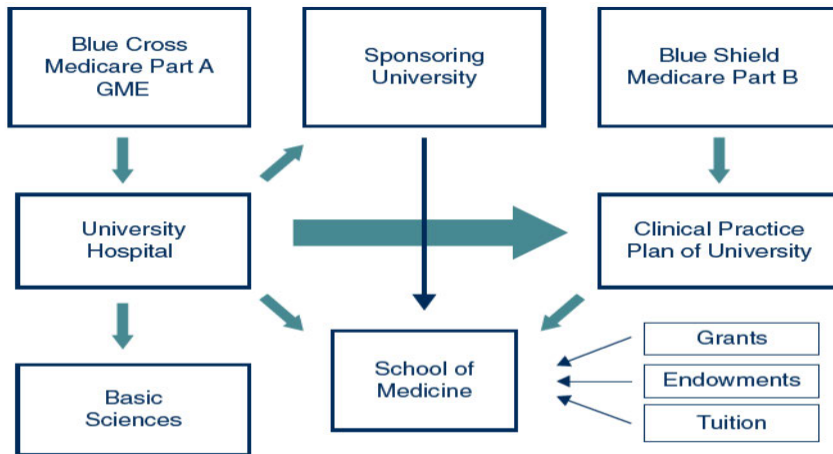 Blue Cross
Medicare Part A
GME
Sponsoring
University
Blue Shield
Medicare Part B
University
Hospital
Clinical Practice
Plan of University
Basic
Sciences
School of
Medicine
Grants
Endowments
Tuition